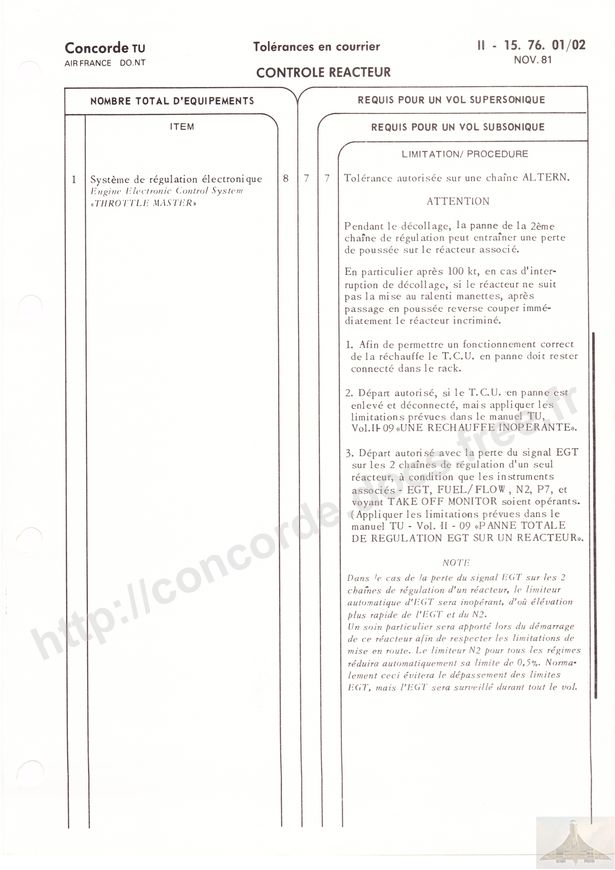 Concorde TU
AIR FRANCE DO.NT
Tolérances en courrier
II - 15. 76. 01/02
NOV. 81
CONTROLE REACTEUR
NOMBRE TOTAL D'EQUIPEMENTS
REQUIS POUR UN VOL SUPERSONIQUE
REQUIS POUR UN VOL SUBSONIQUE
ITEM
LIMITATION/ PROCEDURE
1 Système de régulation électronique 8 7 7 Tolérance autorisée sur une chaîne ALTERN.
Engine Electronic Control System
«THROTTLE MASTER»
ATTENTION
Pendant le décollage, la panne de la 2ème
chaîne de régulation peut entraîner une perte
de poussée sur le réacteur associé.
En particulier après 100 kt, en cas d'inter-
ruption de décollage, si le réacteur ne suit
pas la mise au ralenti manettes, après
passage en poussée reverse couper immé-
diatement le réacteur incriminé.
1. Afin de permettre un fonctionnement correct
de la réchauffe le T.C.U. en panne doit rester
connecté dans le rack.
2. Départ autorisé, si le T.C.U. en panne est
enlevé et déconnecté, mais appliquer les
limitations prévues dans le manuel TU,
Vol.II-09 «UNE RECHAUFFE INOPERANTE».
3. Départ autorisé avec la perte du signal EGT
sur les 2 chaînes de régulation d'un seul
réacteur, à condition que les instruments
associés - EGT, FUEL/FLOW, N2, P7, et
voyant TAKE OFF MONITOR soient opérants.
(Appliquer les limitations prévues dans le
manuel TU - Vol. II - 09 «PANNE TOTALE
DE REGULATION EGT SUR UN REACTEUR».
NOTE
Dans le cas de la perte du signal EGT sur les 2
chaînes de régulation d'un réacteur, le limiteur
automatique d'EGT sera inopérant, d'où élévation
plus rapide de l'EGT et du N2.
Un soin particulier sera apporté lors du démarrage
de ce réacteur afin de respecter les limitations de
mise en route. Le limiteur N2 pour tous les régimes
réduira automatiquement sa limite de 0,5%. Norma-
lement ceci évitera le dépassement des limites
EGT, mais l'EGT sera surveillé durant tout le vol.
http://concorde.docs.free.fr